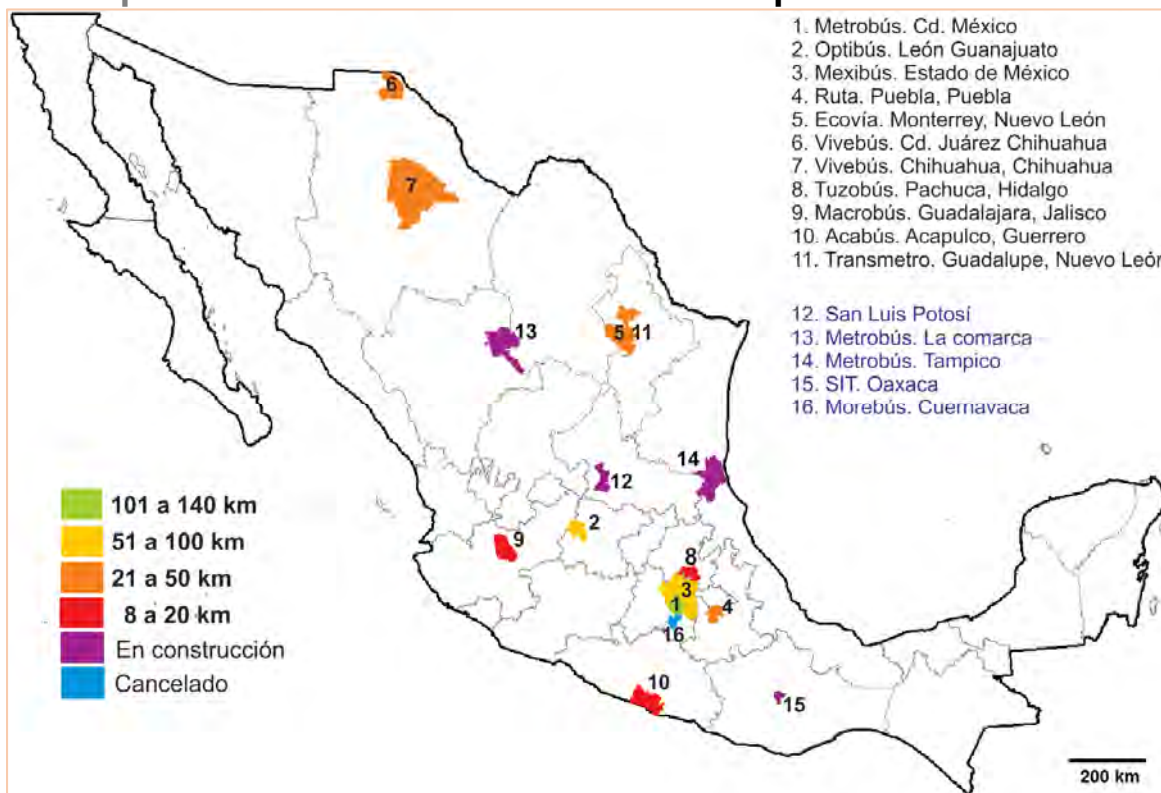 1. Metrobús. Cd. México
2. Optibús. León Guanajuato
3. Mexibús. Estado de México
4. Ruta. Puebla, Puebla
5. Ecovía. Monterrey, Nuevo León
6. Vivebús. Cd. Juárez Chihuahua
7. Vivebús. Chihuahua, Chihuahua
8. Tuzobús. Pachuca, Hidalgo
9. Macrobús. Guadalajara, Jalisco
10. Acabús. Acapulco, Guerrero
11. Transmetro. Guadalupe, Nuevo León
12. San Luis Potosí
13. Metrobús. La comarca
14. Metrobús. Tampico
15. SIT. Oaxaca
16. Morebús. Cuernavaca
6
7
13
5 11
14
12
2
9
8
3
1
4
16
10
15
101 a 140 km
51 a 100 km
21 a 50 km
8 a 20 km
En construcción
Cancelado
200 km